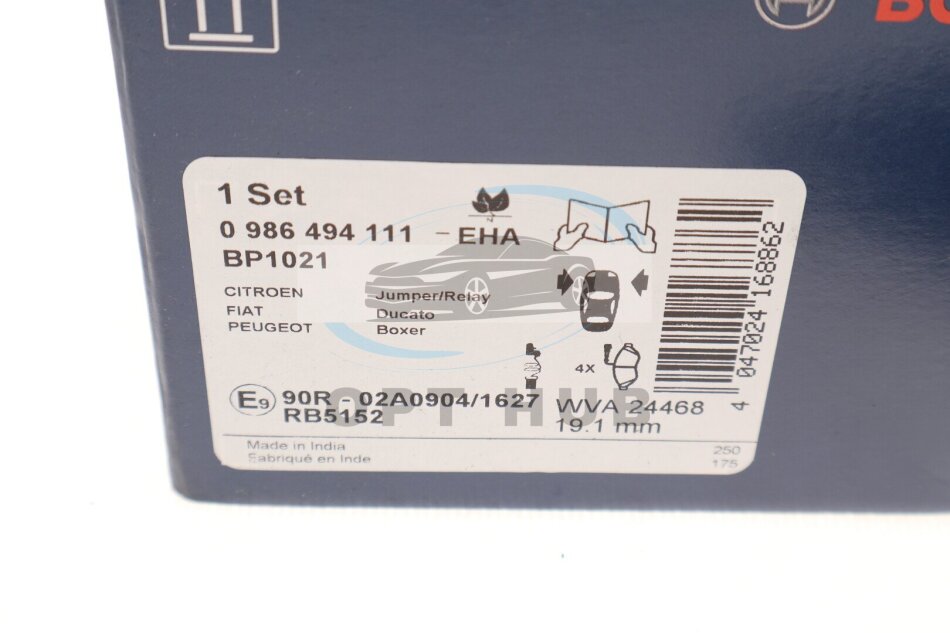 1 Set
0 986 494 111 - EHA
BP1021
CITROEN Jumper/Relay
FIAT Ducato
PEUGEOT Boxer
4X
E9 90R - 02A0904/1627
RB5152
WVA 24468
19.1 mm
Made in India
Fabriqué en Inde
250
175
4 047024 168862
OPT HUB